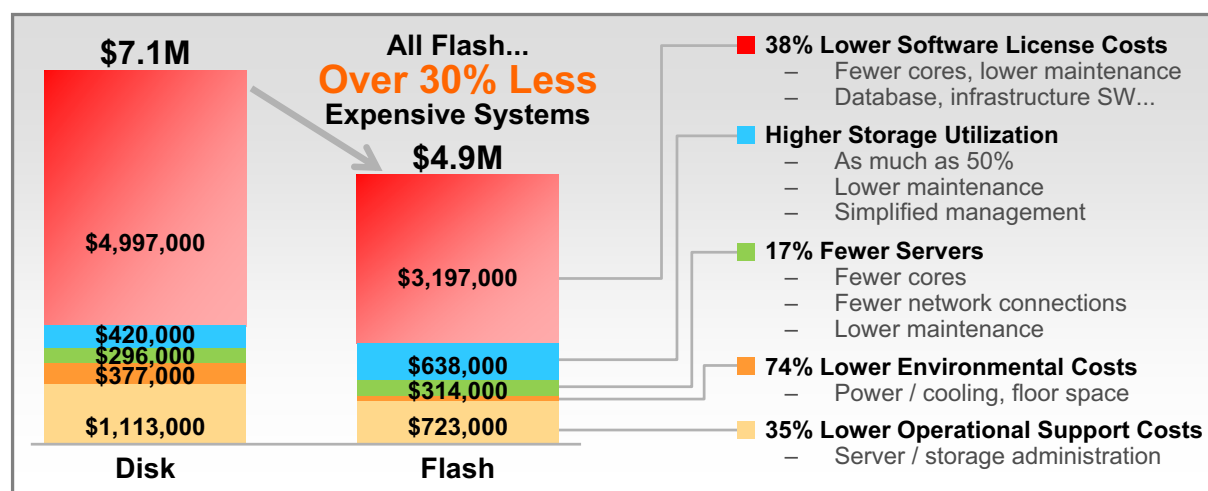 $7.1M
All Flash...
Over 30% Less
Expensive Systems
$4.9M
$4,997,000
$420,000
$296,000
$377,000
$1,113,000
Disk
$3,197,000
$638,000
$314,000
$723,000
Flash
38% Lower Software License Costs
– Fewer cores, lower maintenance
– Database, infrastructure SW...
Higher Storage Utilization
– As much as 50%
– Lower maintenance
– Simplified management
17% Fewer Servers
– Fewer cores
– Fewer network connections
– Lower maintenance
74% Lower Environmental Costs
– Power / cooling, floor space
35% Lower Operational Support Costs
– Server / storage administration